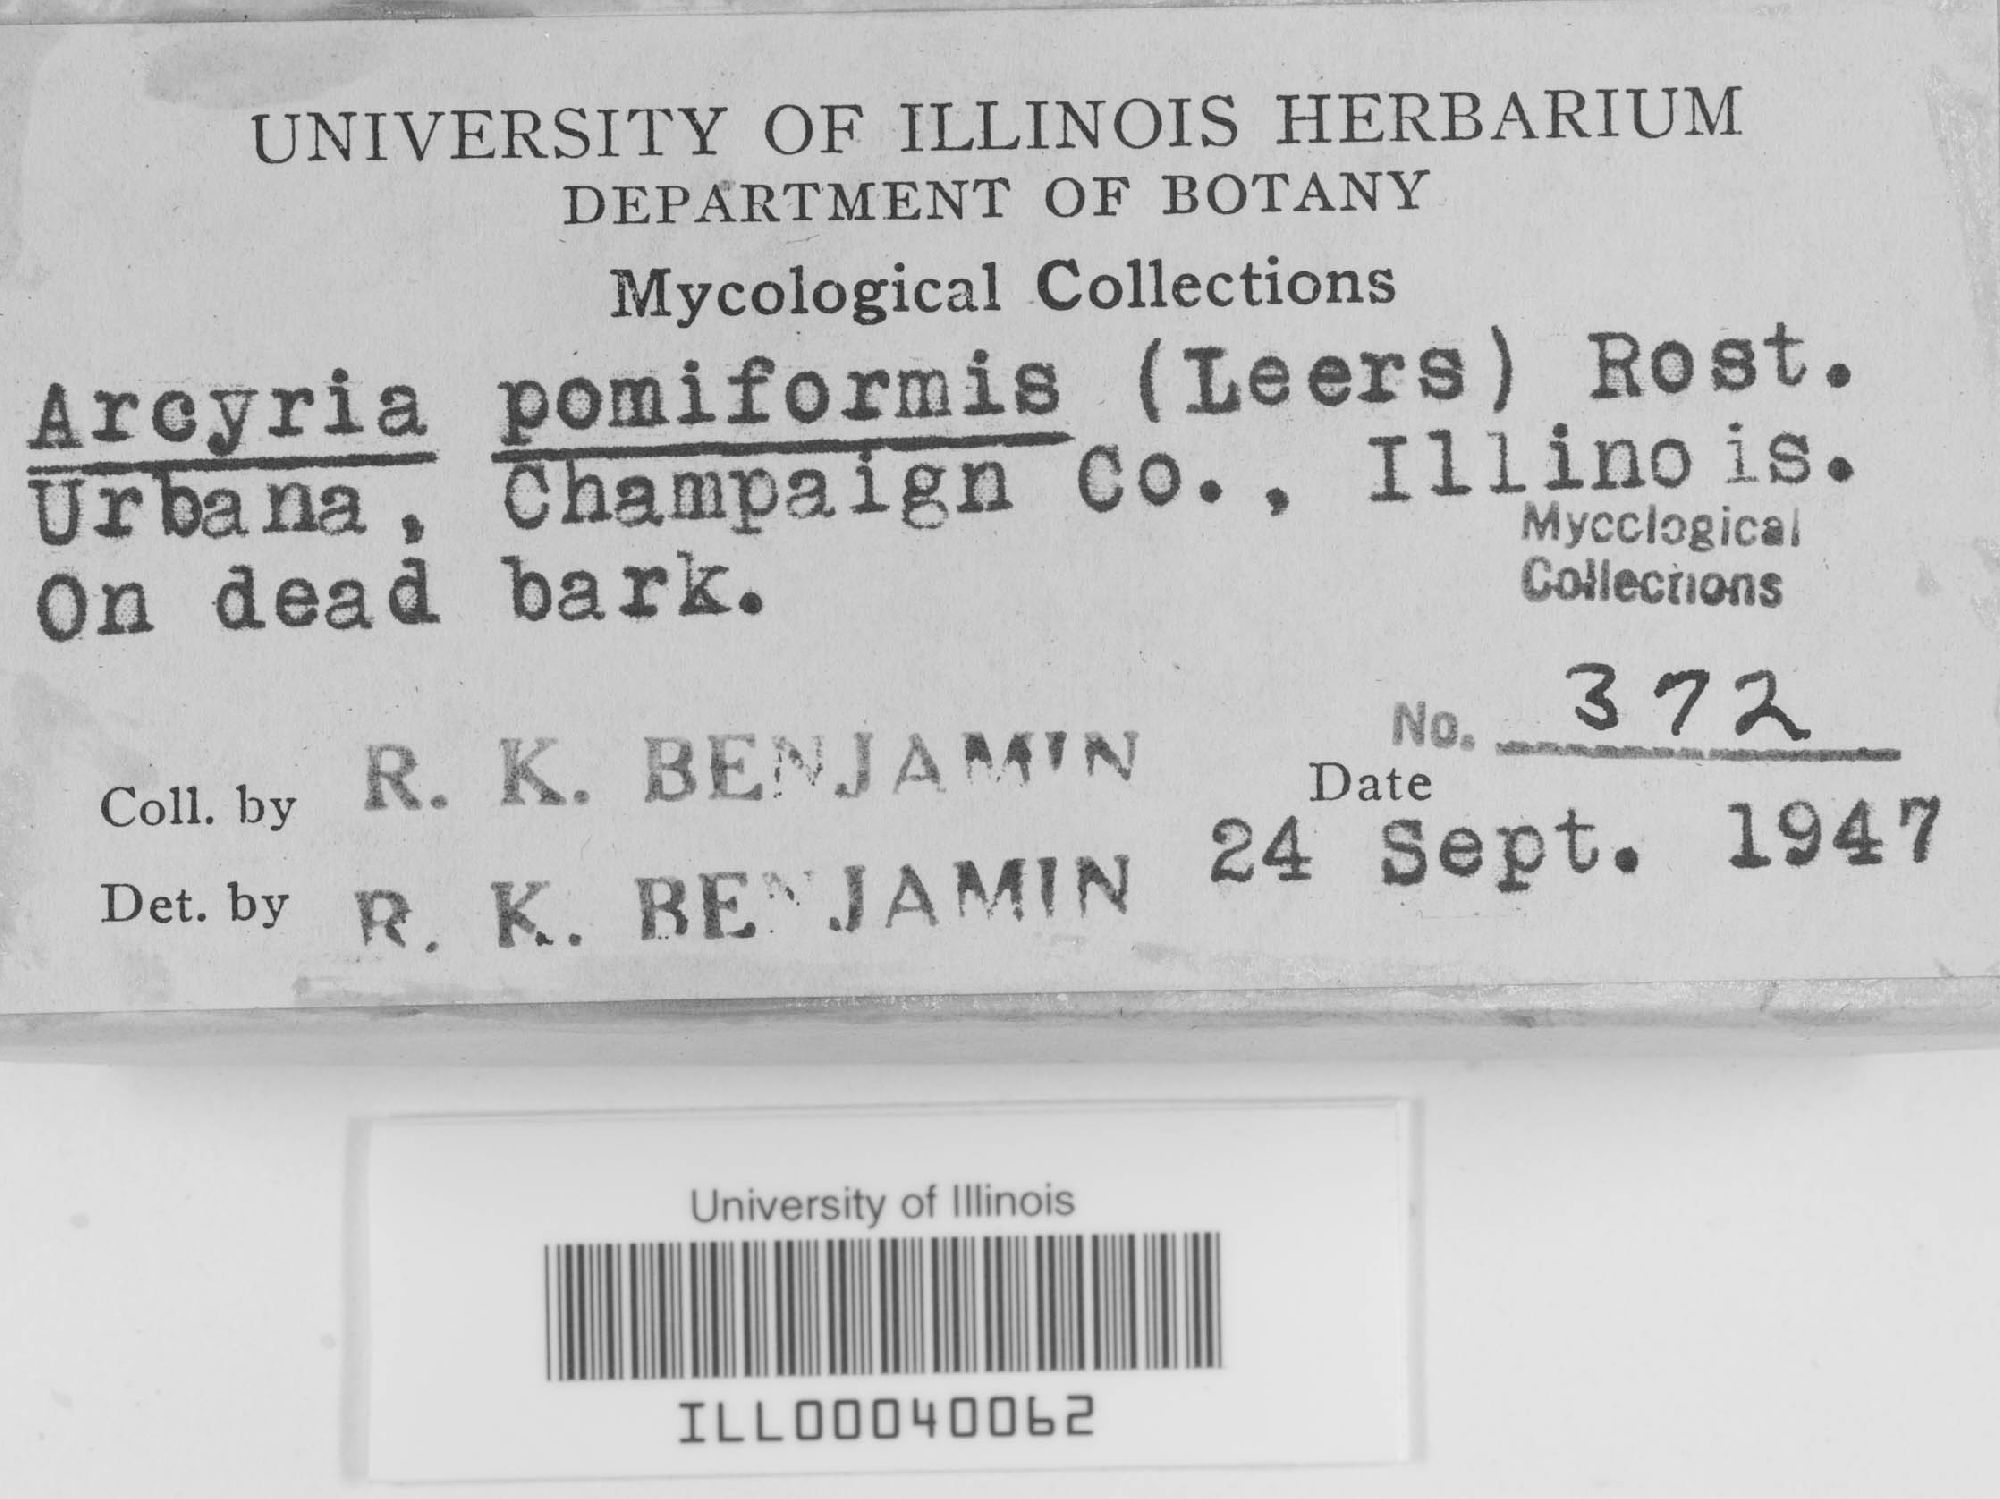 UNIVERSITY OF ILLINOIS HERBARIUM
DEPARTMENT OF BOTANY
Mycological Collections
Arcyria pomiformis (Leers) Rost.
Urbana, Champaign Co., Illinois.
On dead bark.
Mycological
Collections
No. 372
Coll. by R. K. BENJAMIN
Date
24 Sept. 1947
Det. by R. K. BENJAMIN
University of Illinois
ILL00040062